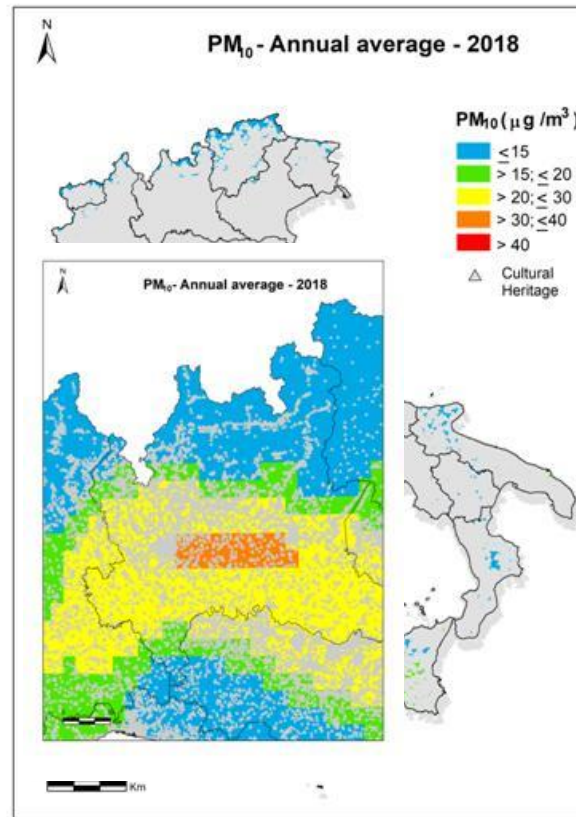 N
PM₁₀ - Annual average - 2018
PM₁₀ (µg /m³)
≤15
> 15; ≤ 20
> 20; ≤ 30
> 30; ≤40
> 40
Cultural
Heritage
N
PM₁₀- Annual average - 2018
Km